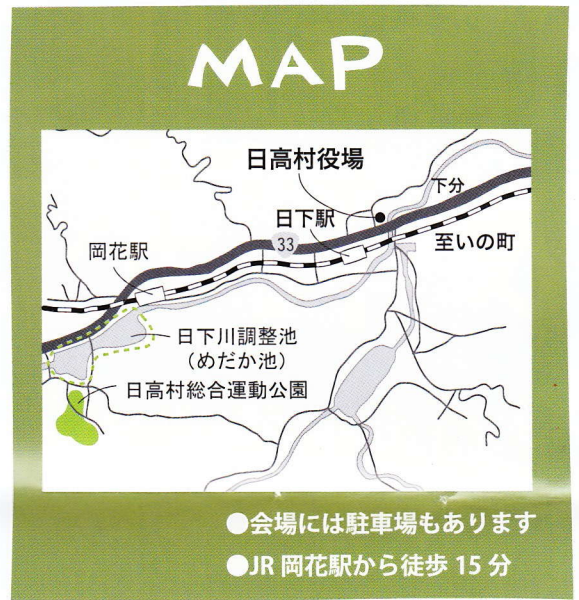 MAP
日高村役場
下分
日下駅
33
至いの町
岡花駅
日下川調整池
（めだか池）
日高村総合運動公園
●会場には駐車場もあります
●JR 岡花駅から徒歩 15 分